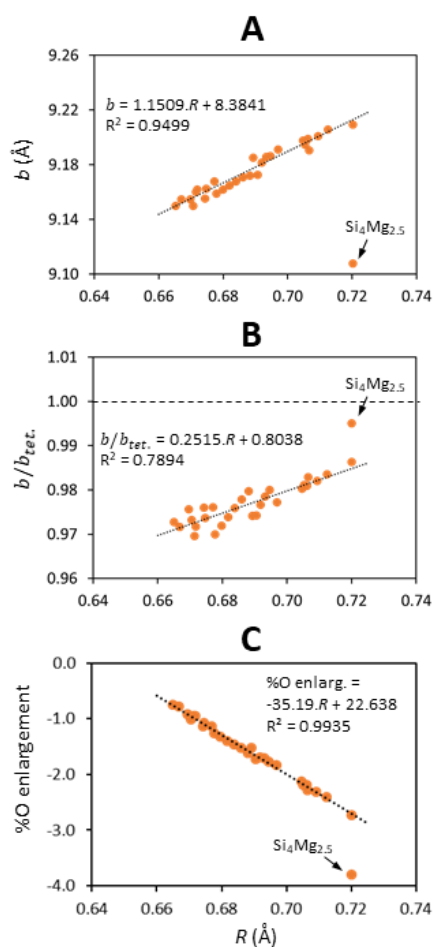 A
9.26
9.22
9.18
9.14
9.10
b (Å)
b = 1.1509.R + 8.3841
R² = 0.9499
Si₄Mg₂.₅
0.64 0.66 0.68 0.70 0.72 0.74
B
1.01
1.00
0.99
0.98
0.97
0.96
b/b_tet.
Si₄Mg₂.₅
b/b_tet. = 0.2515.R + 0.8038
R² = 0.7894
0.64 0.66 0.68 0.70 0.72 0.74
C
0.0
-1.0
-2.0
-3.0
-4.0
%O enlargement
%O enlarg. =
-35.19.R + 22.638
R² = 0.9935
Si₄Mg₂.₅
0.64 0.66 0.68 0.70 0.72 0.74
R (Å)